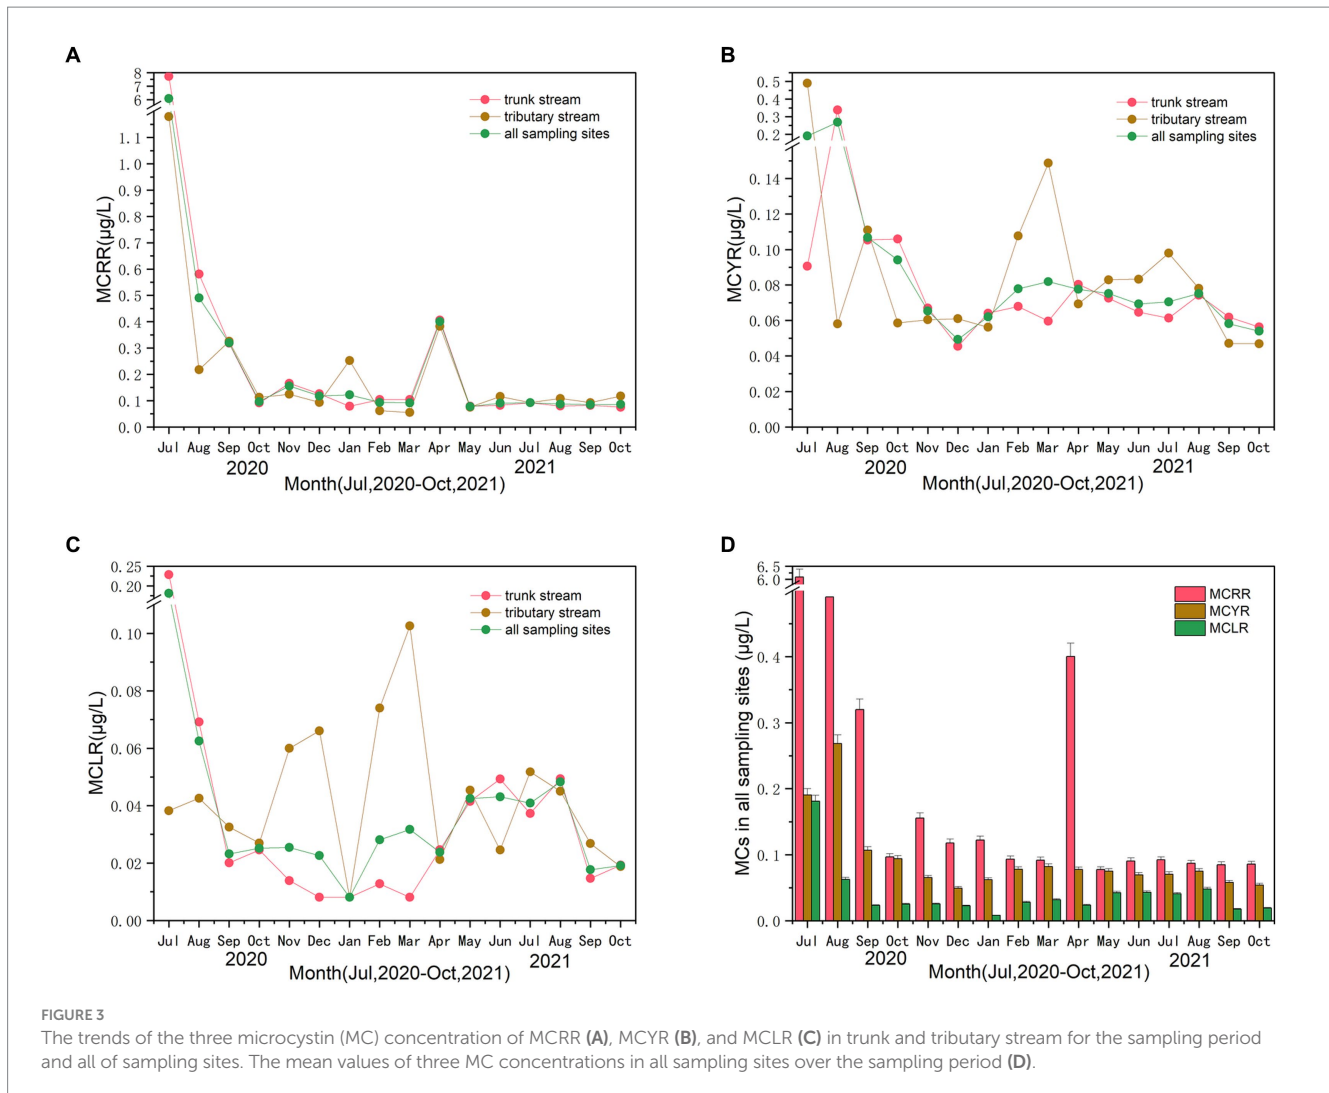 A
MCRR(µg/L)
8
7
6
1.1
1.0
0.9
0.8
0.7
0.6
0.5
0.4
0.3
0.2
0.1
0.0
trunk stream
tributary stream
all sampling sites
Jul Aug Sep Oct Nov Dec Jan Feb Mar Apr May Jun Jul Aug Sep Oct
2020 2021
Month(Jul,2020-Oct,2021)
B
MCYR(µg/L)
0.5
0.4
0.3
0.2
0.14
0.12
0.10
0.08
0.06
0.04
0.02
0.00
trunk stream
tributary stream
all sampling sites
Jul Aug Sep Oct Nov Dec Jan Feb Mar Apr May Jun Jul Aug Sep Oct
2020 2021
Month(Jul,2020-Oct,2021)
C
MCLR(µg/L)
0.25
0.20
0.10
0.08
0.06
0.04
0.02
0.00
trunk stream
tributary stream
all sampling sites
Jul Aug Sep Oct Nov Dec Jan Feb Mar Apr May Jun Jul Aug Sep Oct
2020 2021
Month(Jul,2020-Oct,2021)
D
MCs in all sampling sites (µg/L)
6.5
6.0
0.4
0.3
0.2
0.1
0.0
MCRR
MCYR
MCLR
Jul Aug Sep Oct Nov Dec Jan Feb Mar Apr May Jun Jul Aug Sep Oct
2020 2021
Month(Jul,2020-Oct,2021)
FIGURE 3
The trends of the three microcystin (MC) concentration of MCRR (A), MCYR (B), and MCLR (C) in trunk and tributary stream for the sampling period
and all of sampling sites. The mean values of three MC concentrations in all sampling sites over the sampling period (D).